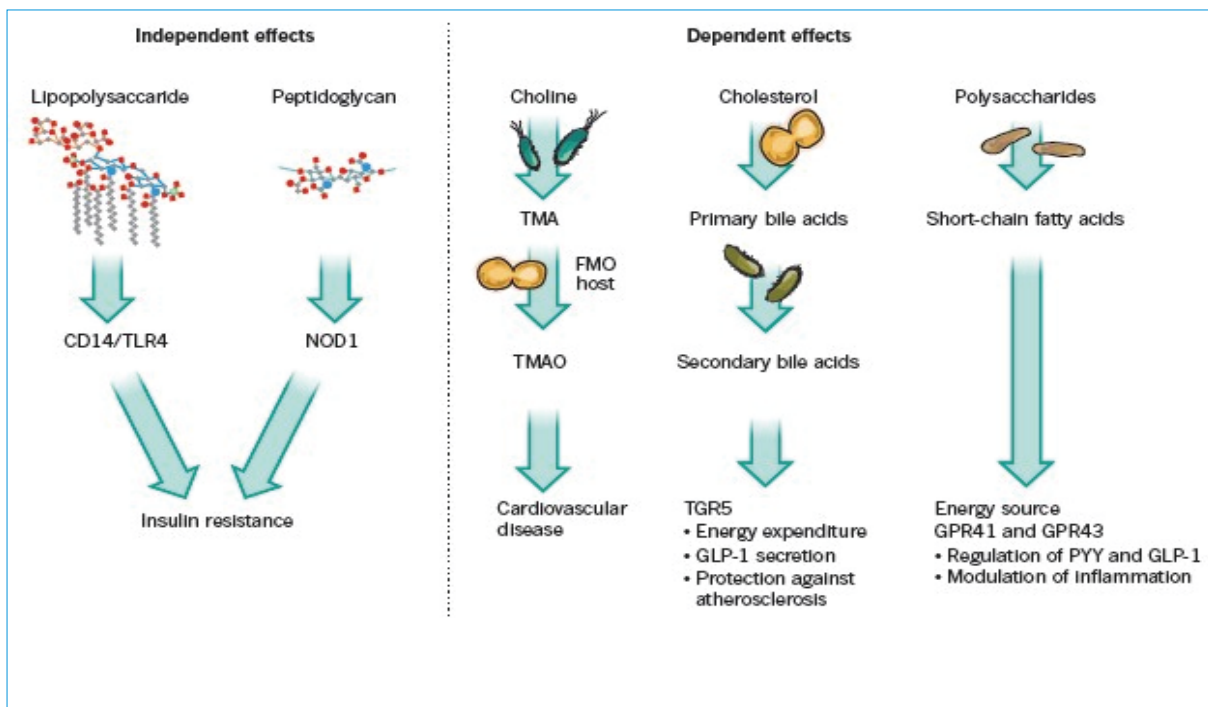 Independent effects
Lipopolysaccaride
Peptidoglycan
CD14/TLR4
NOD1
Insulin resistance
Dependent effects
Choline
TMA
FMO
host
TMAO
Cardiovascular
disease
Cholesterol
Primary bile acids
Secondary bile acids
TGR5
• Energy expenditure
• GLP-1 secretion
• Protection against
atherosclerosis
Polysaccharides
Short-chain fatty acids
Energy source
GPR41 and GPR43
• Regulation of PYY and GLP-1
• Modulation of inflammation